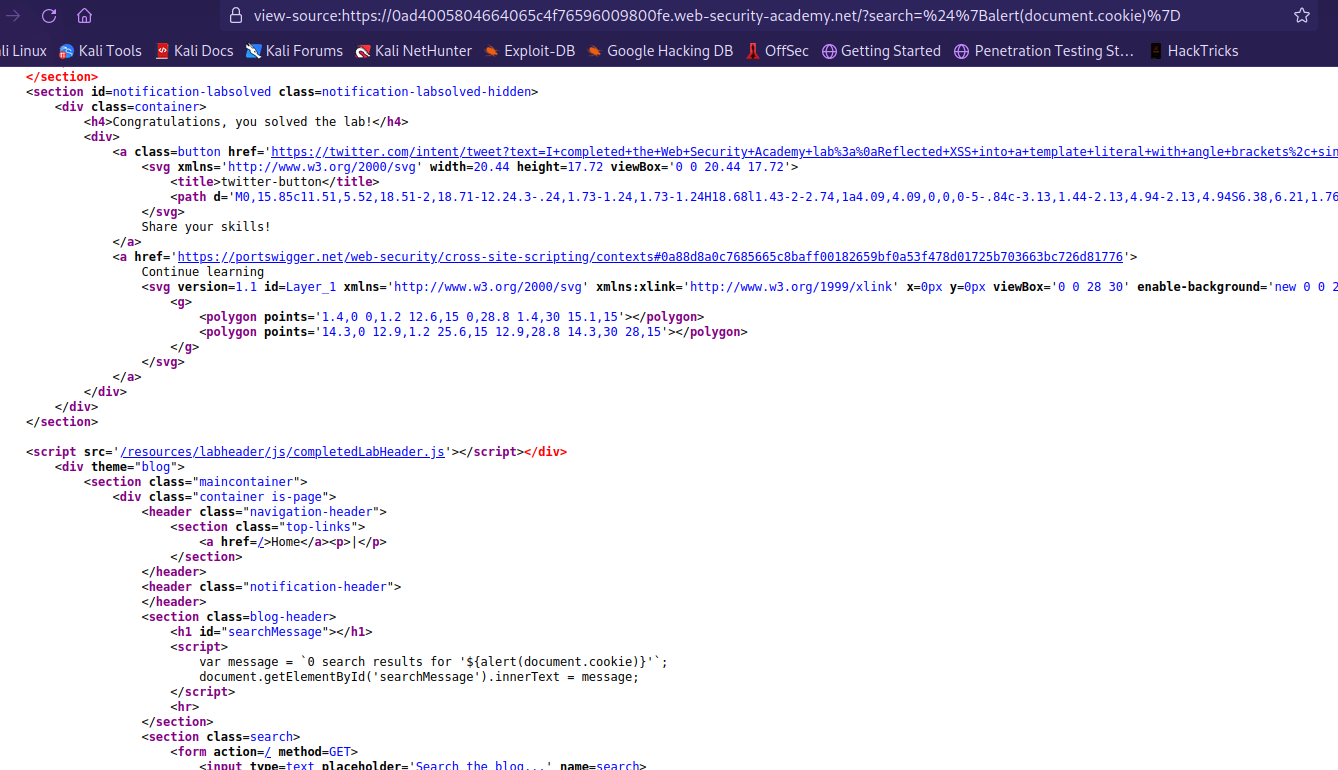 view-source:https://0ad4005804664065c4f76596009800fe.web-security-academy.net/?search=%24%7Balert(document.cookie)%7D
ali Linux Kali Tools Kali Docs Kali Forums Kali NetHunter Exploit-DB Google Hacking DB OffSec Getting Started Penetration Testing St… HackTricks
</section>
<section id=notification-labsolved class=notification-labsolved-hidden>
<div class=container>
<h4>Congratulations, you solved the lab!</h4>
<div>
<a class=button href='https://twitter.com/intent/tweet?text=I+completed+the+Web+Security+Academy+lab%3a%0aReflected+XSS+into+a+template+literal+with+angle+brackets%2c+sin
<svg xmlns='http://www.w3.org/2000/svg' width=20.44 height=17.72 viewBox='0 0 20.44 17.72'>
<title>twitter-button</title>
<path d='M0,15.85c11.51,5.52,18.51-2,18.71-12.24.3-.24,1.73-1.24,1.73-1.24H18.68l1.43-2-2.74,1a4.09,4.09,0,0,0-5-.84c-3.13,1.44-2.13,4.94-2.13,4.94S6.38,6.21,1.76
</svg>
Share your skills!
</a>
<a href='https://portswigger.net/web-security/cross-site-scripting/contexts#0a88d8a0c7685665c8baff00182659bf0a53f478d01725b703663bc726d81776'>
Continue learning
<svg version=1.1 id=Layer_1 xmlns='http://www.w3.org/2000/svg' xmlns:xlink='http://www.w3.org/1999/xlink' x=0px y=0px viewBox='0 0 28 30' enable-background='new 0 0 2
<g>
<polygon points='1.4,0 0,1.2 12.6,15 0,28.8 1.4,30 15.1,15'></polygon>
<polygon points='14.3,0 12.9,1.2 25.6,15 12.9,28.8 14.3,30 28,15'></polygon>
</g>
</svg>
</a>
</div>
</div>
</section>
<script src='/resources/labheader/js/completedLabHeader.js'></script></div>
<div theme="blog">
<section class="maincontainer">
<div class="container is-page">
<header class="navigation-header">
<section class="top-links">
<a href=/>Home</a><p>|</p>
</section>
</header>
<header class="notification-header">
</header>
<section class=blog-header>
<h1 id="searchMessage"></h1>
<script>
var message = `0 search results for '${alert(document.cookie)}'`;
document.getElementById('searchMessage').innerText = message;
</script>
<hr>
</section>
<section class=search>
<form action=/ method=GET>
<input type=text placeholder='Search the blog...' name=search>